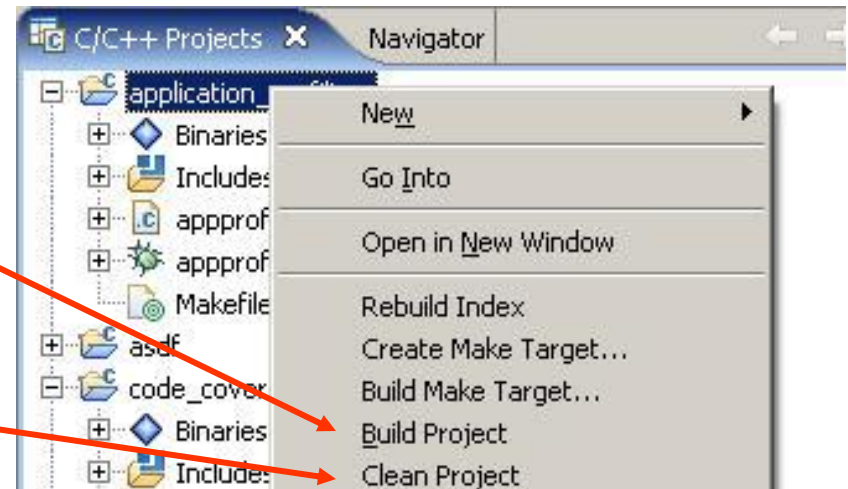 C/C++ Projects
Navigator
application_
Binaries
Includes
appprof
appprof
Makefile
asdf
code_cover
Binaries
Includes
New
Go Into
Open in New Window
Rebuild Index
Create Make Target...
Build Make Target...
Build Project
Clean Project